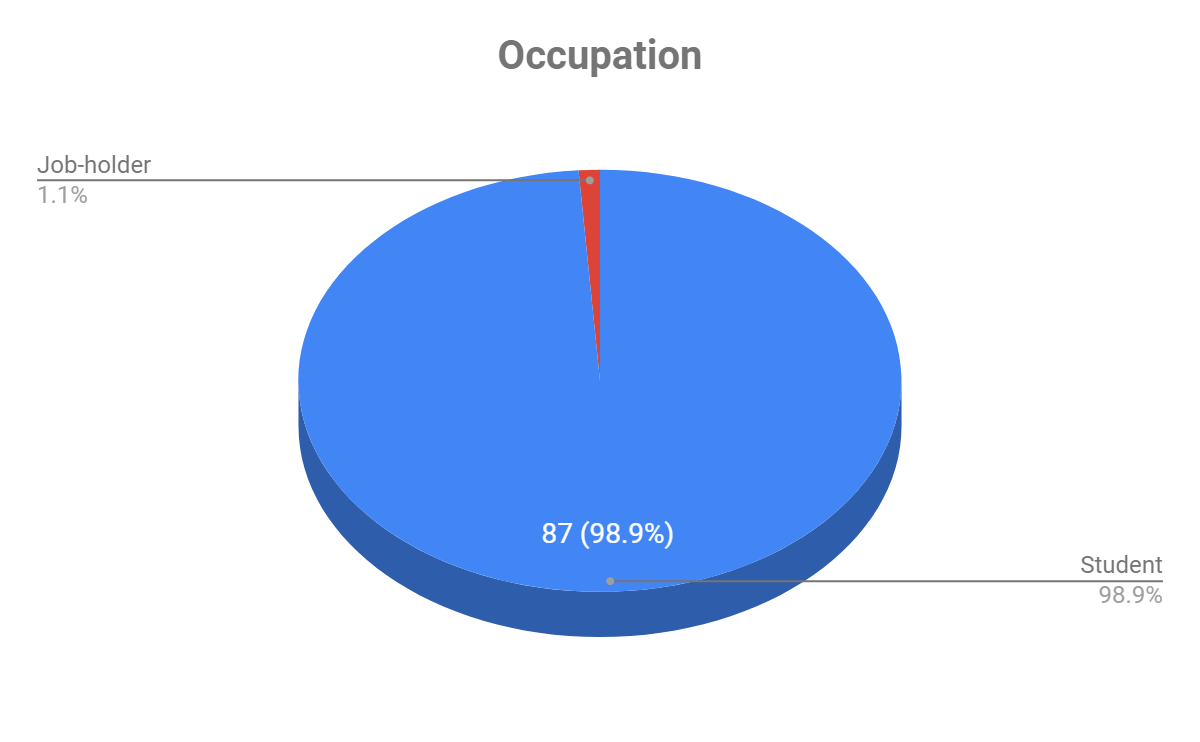 Occupation
Job-holder
1.1%
87 (98.9%)
Student
98.9%